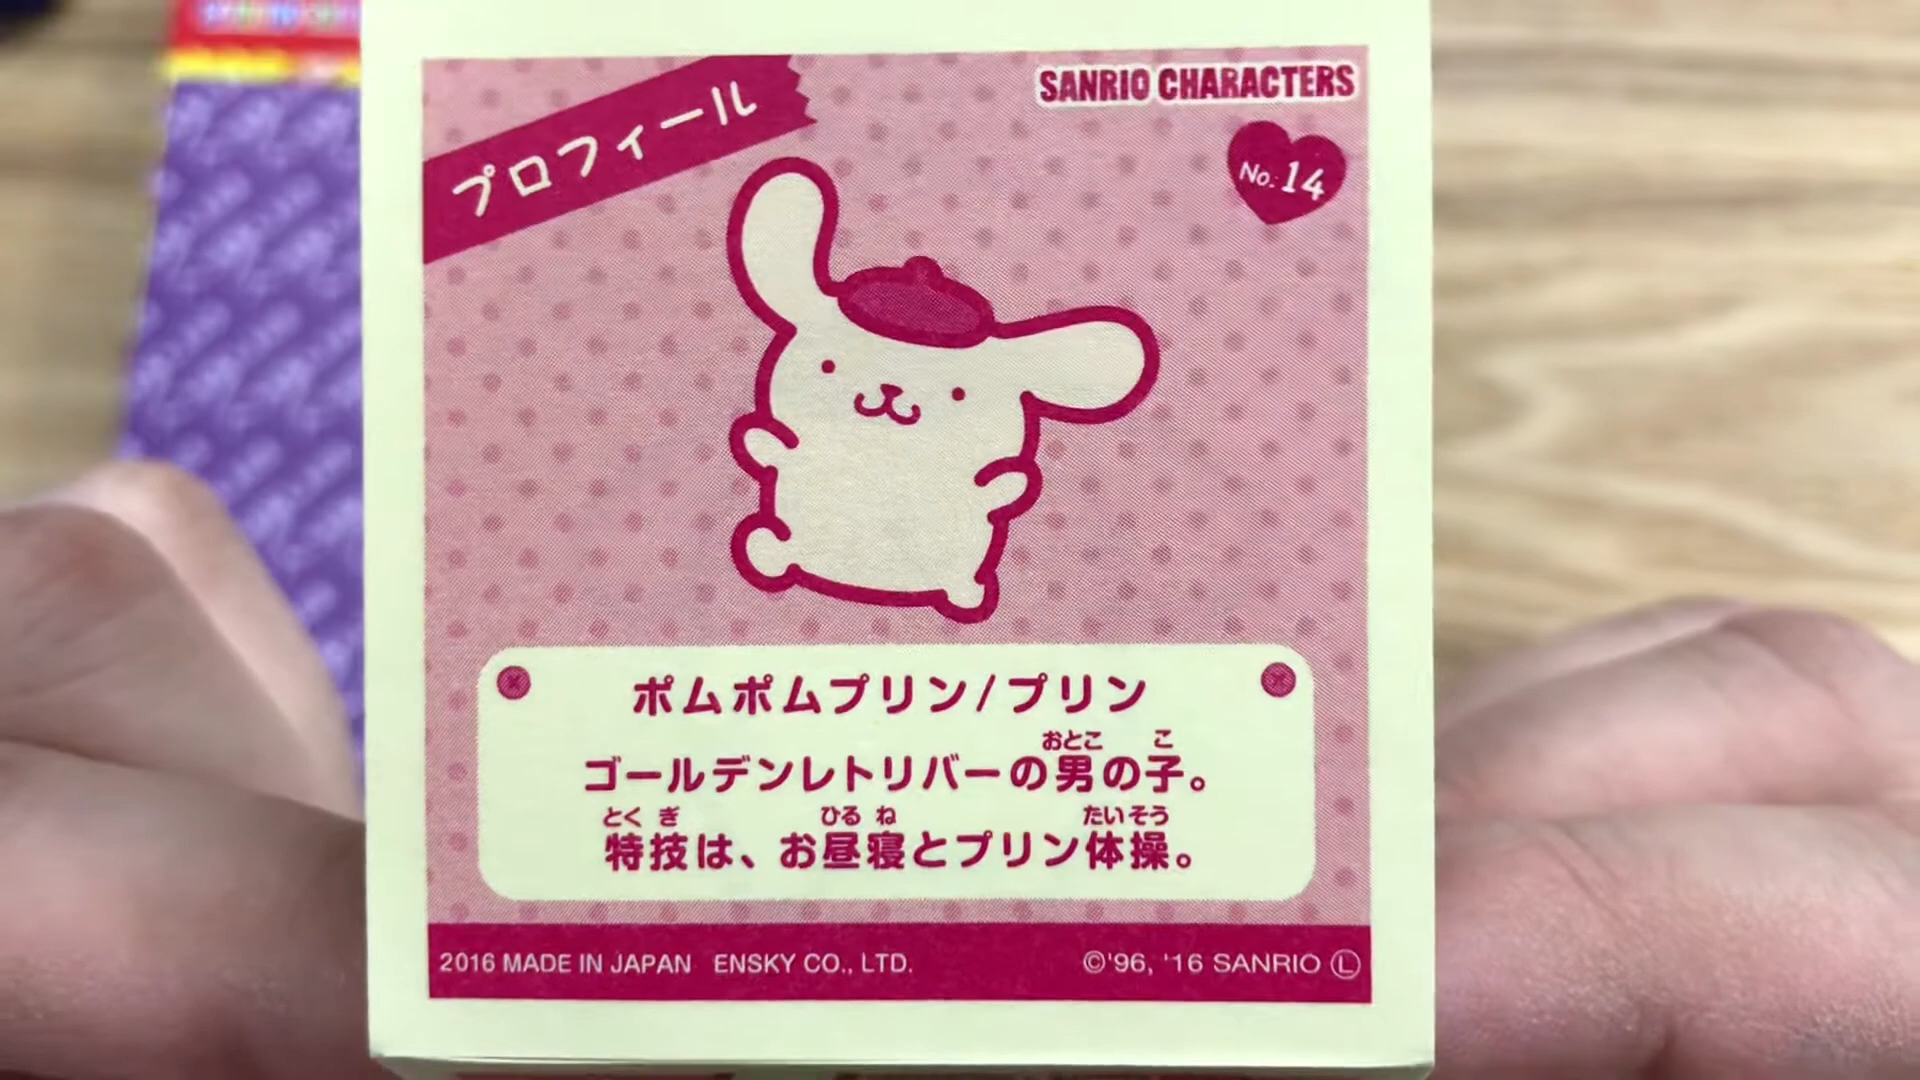 プロフィール
SANRIO CHARACTERS
No.14
ポムポムプリン/プリン
おとこ こ
ゴールデンレトリバーの男の子。
とくぎ ひるね たいそう
特技は、お昼寝とプリン体操。
2016 MADE IN JAPAN ENSKY CO., LTD.
©'96, '16 SANRIO Ⓛ